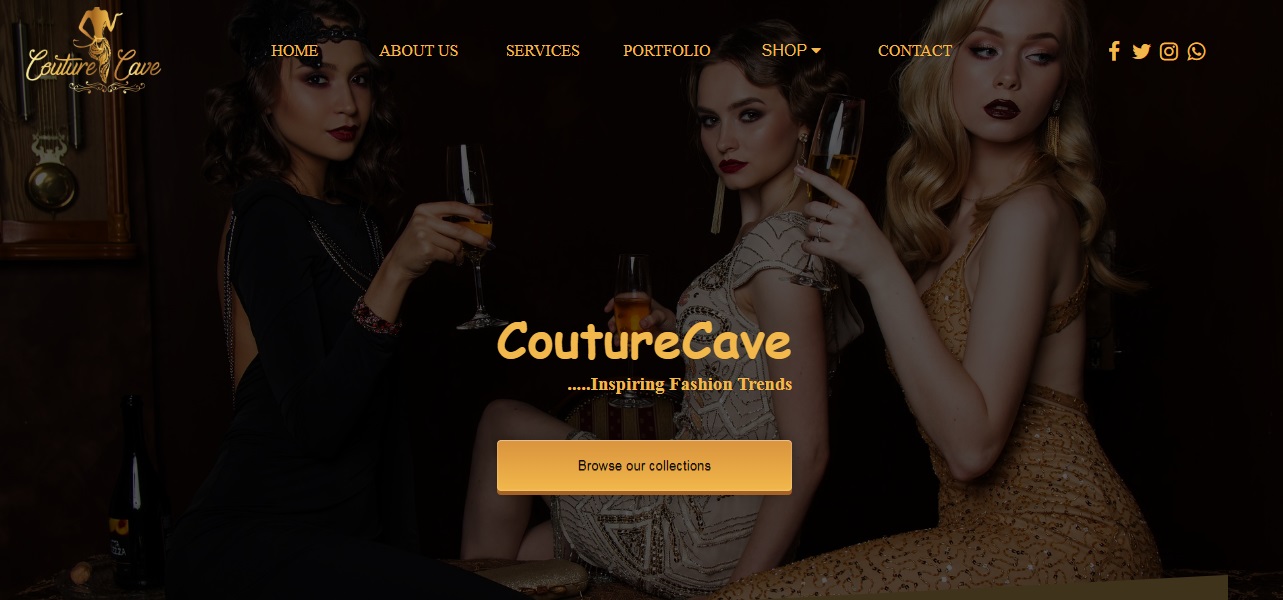 Couture Cave
HOME
ABOUT US
SERVICES
PORTFOLIO
SHOP
CONTACT
CoutureCave
.....Inspiring Fashion Trends
Browse our collections